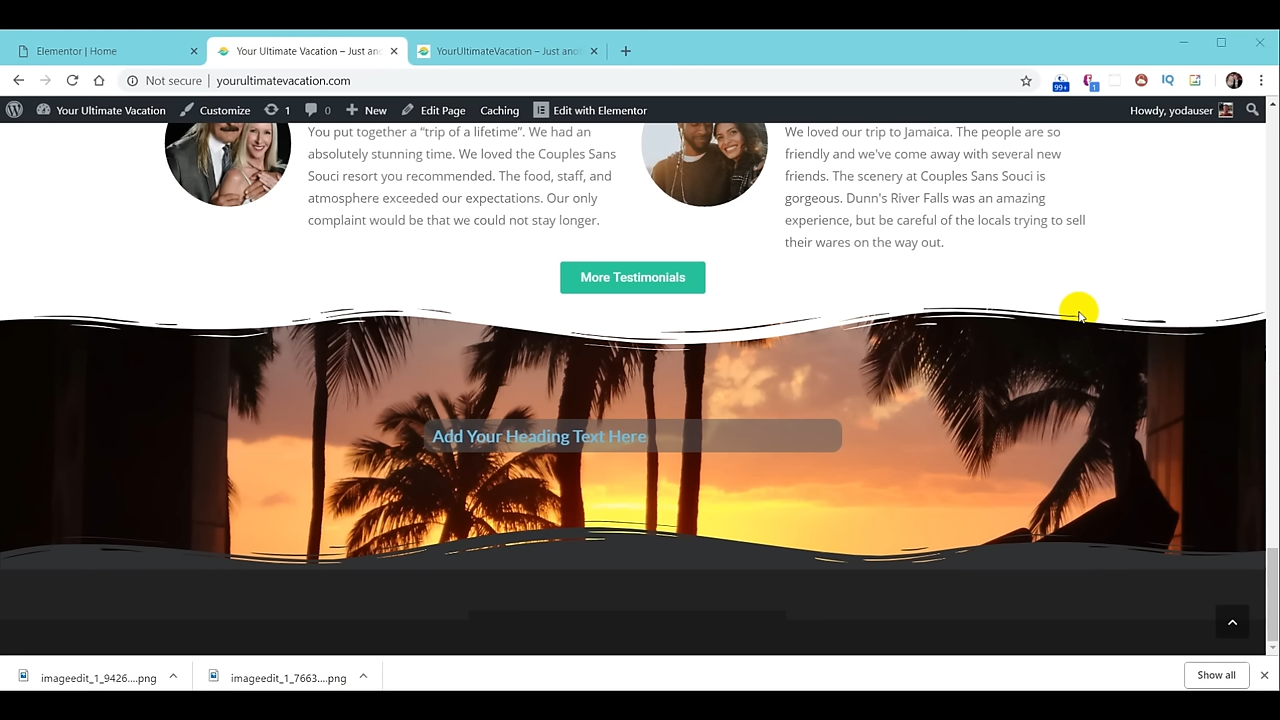 Elementor | Home
Your Ultimate Vacation – Just an
YourUltimateVacation – Just ano
Not secure | yourultimatevacation.com
99+
1
IQ
Your Ultimate Vacation
Customize
1
0
New
Edit Page
Caching
Edit with Elementor
Howdy, yodauser
You put together a “trip of a lifetime”. We had an
absolutely stunning time. We loved the Couples Sans
Souci resort you recommended. The food, staff, and
atmosphere exceeded our expectations. Our only
complaint would be that we could not stay longer.
We loved our trip to Jamaica. The people are so
friendly and we've come away with several new
friends. The scenery at Couples Sans Souci is
gorgeous. Dunn's River Falls was an amazing
experience, but be careful of the locals trying to sell
their wares on the way out.
More Testimonials
Add Your Heading Text Here
imageedit_1_9426....png
imageedit_1_7663....png
Show all